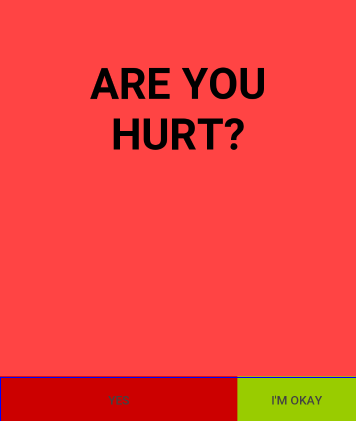 ARE YOU
HURT?
YES
I'M OKAY